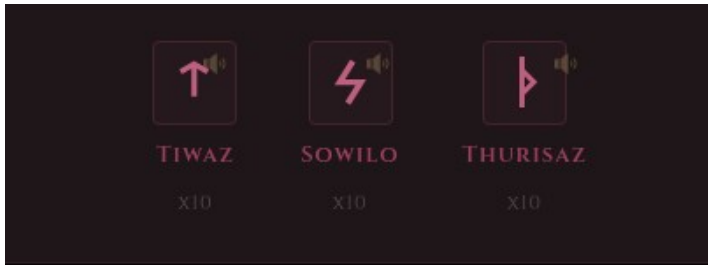 ᛏ ᛋ ᚦ
TIWAZ SOWILO THURISAZ
X10 X10 X10